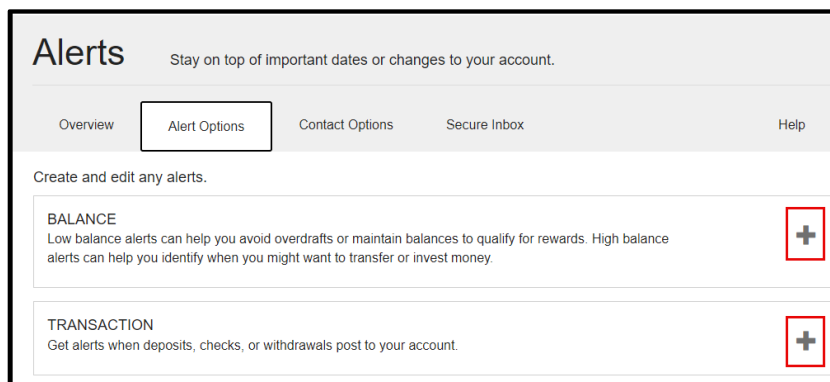 Alerts Stay on top of important dates or changes to your account.
Overview Alert Options Contact Options Secure Inbox Help
Create and edit any alerts.
BALANCE
Low balance alerts can help you avoid overdrafts or maintain balances to qualify for rewards. High balance
alerts can help you identify when you might want to transfer or invest money.
TRANSACTION
Get alerts when deposits, checks, or withdrawals post to your account.